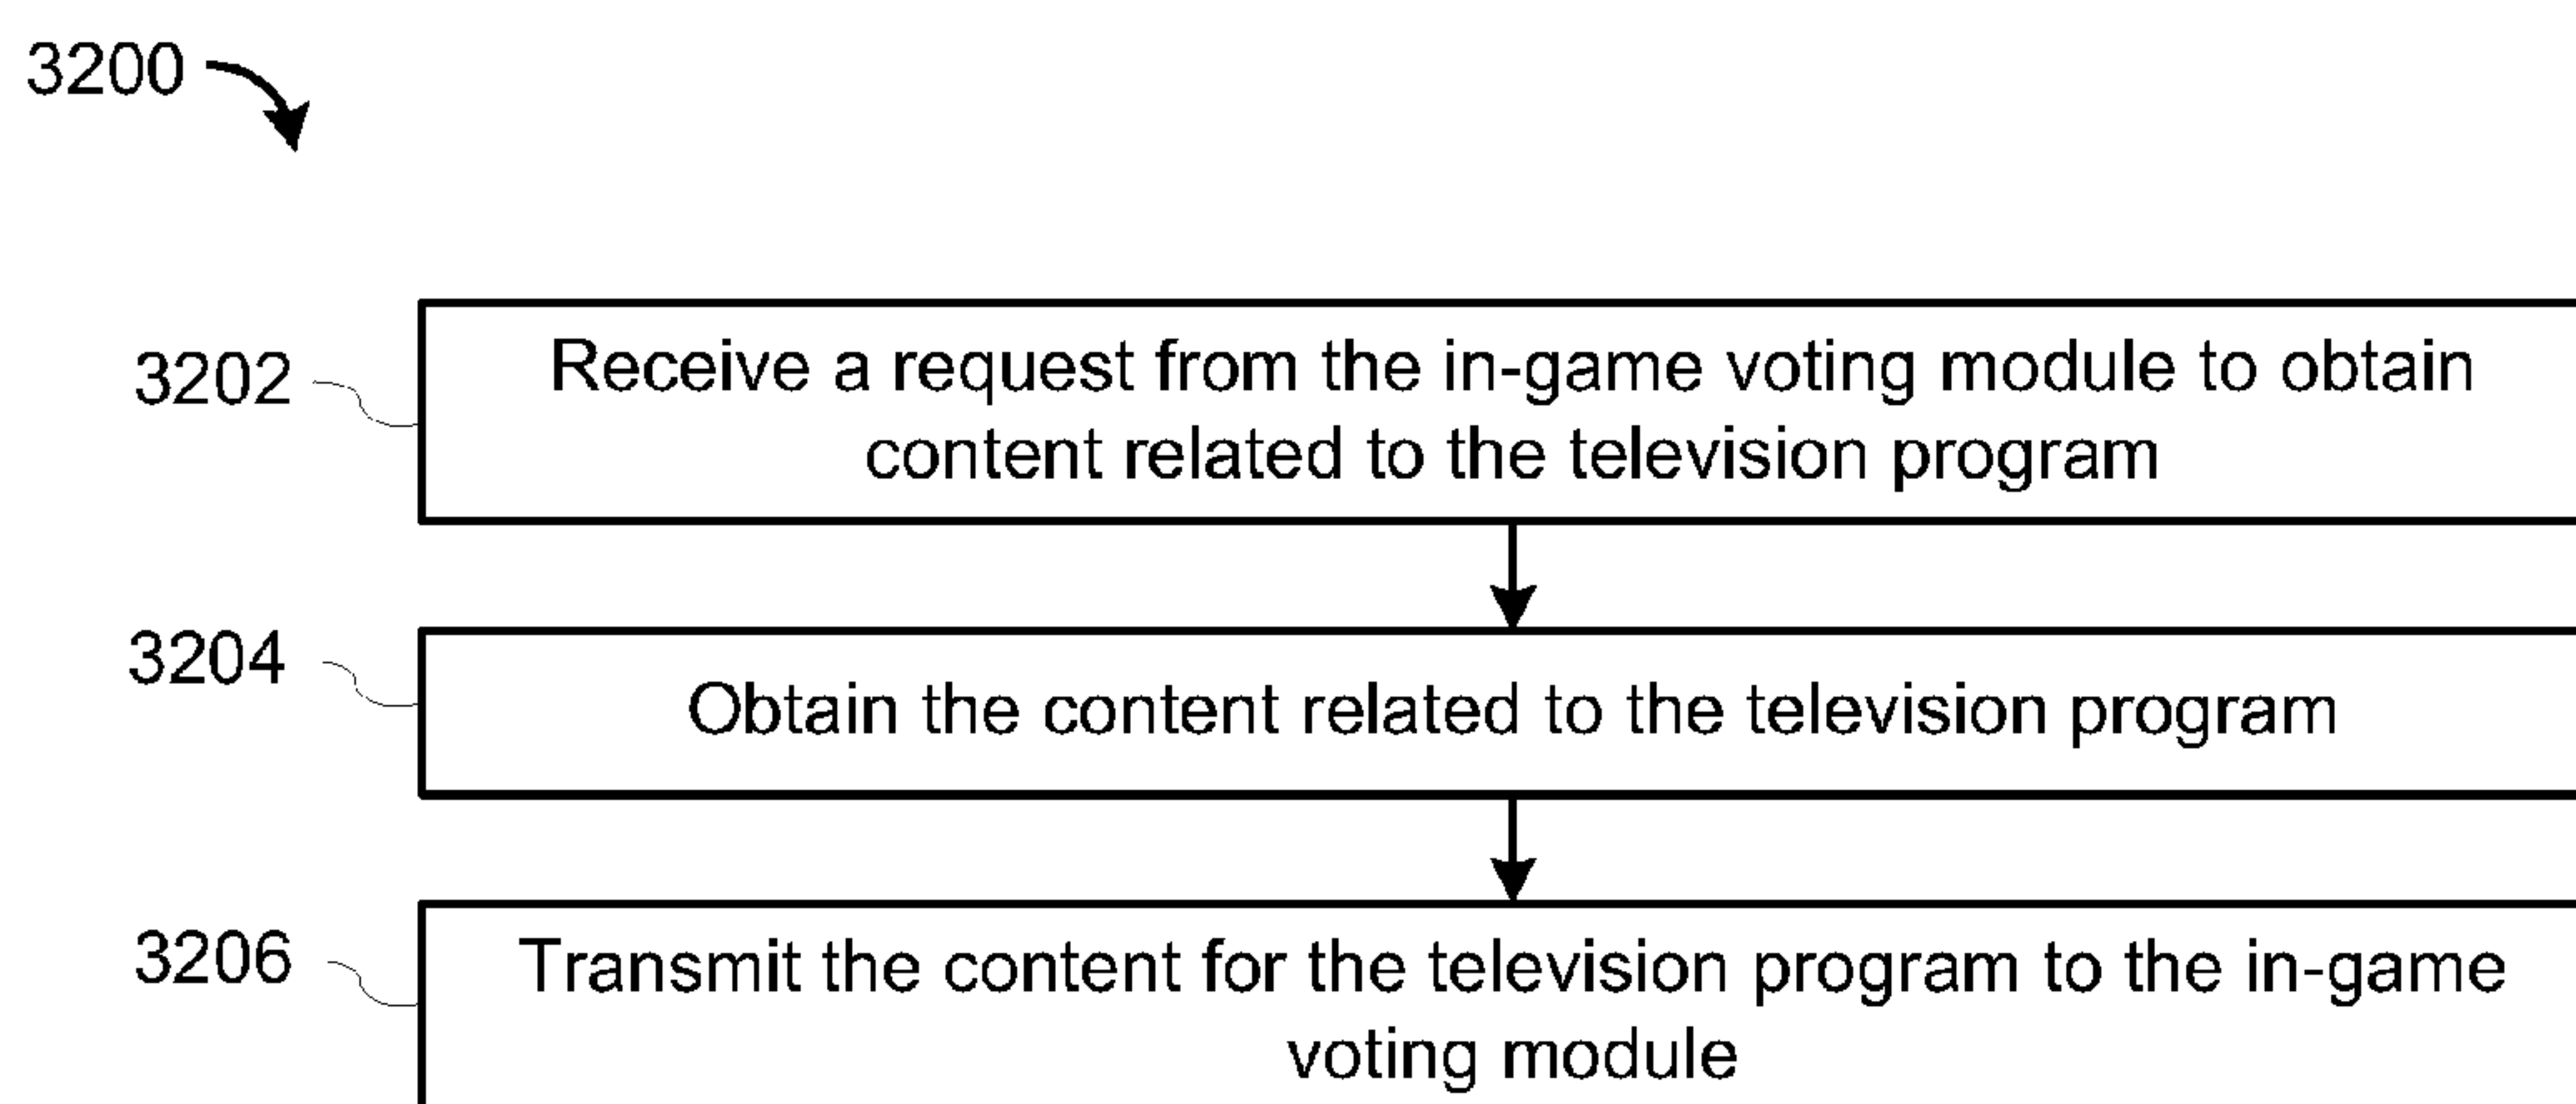 3200
3202
Receive a request from the in-game voting module to obtain
content related to the television program
3204
Obtain the content related to the television program
3206
Transmit the content for the television program to the in-game
voting module